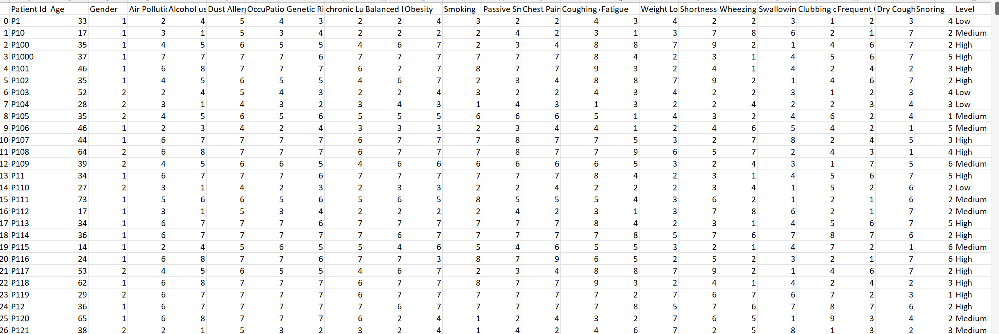 Patient Id Age Gender Air Pollutic Alcohol us Dust Allerg OccuPatio Genetic Ri chronic Lu Balanced I Obesity Smoking Passive Sm Chest Pain Coughing Fatigue Weight Lo Shortness Wheezing Swallowin Clubbing c Frequent C Dry Cough Snoring Level
0 P1 33 1 2 4 5 4 3 2 2 4 3 2 2 4 3 4 2 2 3 1 2 3 4 Low
1 P10 17 1 3 1 5 3 4 2 2 2 2 4 2 3 1 3 7 8 6 2 1 7 2 Medium
2 P100 35 1 4 5 6 5 5 4 6 7 2 3 4 8 8 7 9 2 1 4 6 7 2 High
3 P1000 37 1 7 7 7 7 6 7 7 7 7 7 7 8 4 2 3 1 4 5 6 7 5 High
4 P101 46 1 6 8 7 7 7 6 7 7 8 7 7 9 3 2 4 1 4 2 4 2 3 High
5 P102 35 1 4 5 6 5 5 4 6 7 2 3 4 8 8 7 9 2 1 4 6 7 2 High
6 P103 52 2 2 4 5 4 3 2 2 4 3 2 2 4 3 4 2 2 3 1 2 3 4 Low
7 P104 28 2 3 1 4 3 2 3 4 3 1 4 3 1 3 2 2 4 2 2 3 4 3 Low
8 P105 35 2 4 5 6 5 6 5 5 5 6 6 6 5 1 4 3 2 4 6 2 4 1 Medium
9 P106 46 1 2 3 4 2 4 3 3 3 2 3 4 4 1 2 4 6 5 4 2 1 5 Medium
10 P107 44 1 6 7 7 7 7 6 7 7 7 8 7 7 5 3 2 7 8 2 4 5 3 High
11 P108 64 2 6 8 7 7 7 6 7 7 7 8 7 7 9 6 5 7 2 4 3 1 4 High
12 P109 39 2 4 5 6 6 5 4 6 6 6 6 6 6 5 3 2 4 3 1 7 5 6 Medium
13 P11 34 1 6 7 7 7 6 7 7 7 7 7 7 8 4 2 3 1 4 5 6 7 5 High
14 P110 27 2 3 1 4 2 3 2 3 3 2 2 4 2 2 2 3 4 1 5 2 6 2 Low
15 P111 73 1 5 6 6 5 6 5 6 5 8 5 5 5 4 3 6 2 1 2 1 6 2 Medium
16 P112 17 1 3 1 5 3 4 2 2 2 2 4 2 3 1 3 7 8 6 2 1 7 2 Medium
17 P113 34 1 6 7 7 7 6 7 7 7 7 7 7 8 4 2 3 1 4 5 6 7 5 High
18 P114 36 1 6 7 7 7 7 7 6 7 7 7 7 7 8 5 7 6 7 8 7 6 2 High
19 P115 14 1 2 4 5 6 5 5 4 6 5 4 6 5 5 3 2 1 4 7 2 1 6 Medium
20 P116 24 1 6 8 7 7 6 7 7 3 8 7 9 6 5 2 5 2 3 2 1 7 6 High
21 P117 53 2 4 5 6 5 5 4 6 7 2 3 4 8 8 7 9 2 1 4 6 7 2 High
22 P118 62 1 6 8 7 7 7 6 7 7 8 7 7 9 3 2 4 1 4 2 4 2 3 High
23 P119 29 2 6 7 7 7 7 6 7 7 7 7 7 7 2 7 6 7 6 7 2 3 1 High
24 P12 36 1 6 7 7 7 7 7 6 7 7 7 7 7 8 5 7 6 7 8 7 6 2 High
25 P120 65 1 6 8 7 7 7 6 2 4 1 2 4 3 2 7 6 5 1 9 3 4 2 Medium
26 P121 38 2 2 1 5 3 2 3 2 4 1 4 2 4 6 7 2 5 8 1 3 2 3 Medium